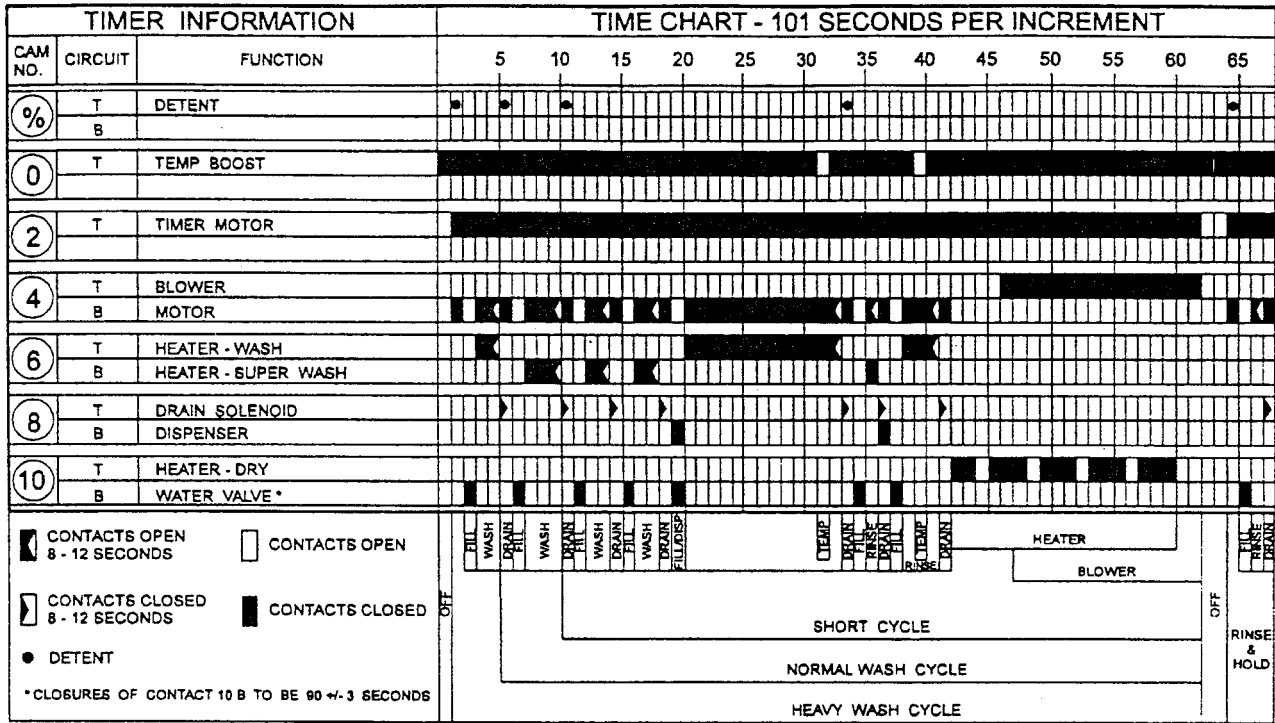 TIMER INFORMATION
TIME CHART - 101 SECONDS PER INCREMENT
CAM NO.
CIRCUIT
FUNCTION
5 10 15 20 25 30 35 40 45 50 55 60 65
% T DETENT
B
0 T TEMP BOOST
2 T TIMER MOTOR
4 T BLOWER
B MOTOR
6 T HEATER - WASH
B HEATER - SUPER WASH
8 T DRAIN SOLENOID
B DISPENSER
10 T HEATER - DRY
B WATER VALVE *
CONTACTS OPEN
8 - 12 SECONDS
CONTACTS OPEN
CONTACTS CLOSED
8 - 12 SECONDS
CONTACTS CLOSED
DETENT
* CLOSURES OF CONTACT 10 B TO BE 90 +/- 3 SECONDS
OFF
FILL
WASH
DRAIN
FILL
WASH
DRAIN
FILL
WASH
DRAIN
FILL
WASH
DRAIN
FILL/DISP
TEMP
DRAIN
FILL
RINSE
DRAIN
FILL
TEMP
RINSE
DRAIN
HEATER
BLOWER
OFF
FILL
RINSE
DRAIN
SHORT CYCLE
NORMAL WASH CYCLE
HEAVY WASH CYCLE
RINSE
&
HOLD